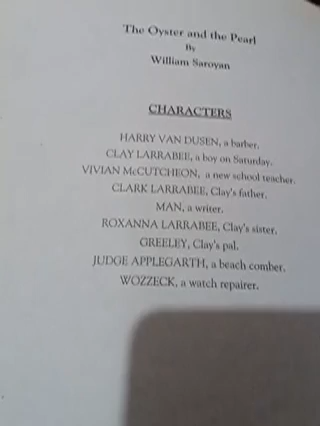 The Oyster and the Pearl
By
William Saroyan
CHARACTERS
HARRY VAN DUSEN, a barber.
CLAY LARRABEE, a boy on Saturday.
VIVIAN McCUTCHEON, a new school teacher.
CLARK LARRABEE, Clay's father.
MAN, a writer.
ROXANNA LARRABEE, Clay's sister.
GREELEY, Clay's pal.
JUDGE APPLEGARTH, a beach comber.
WOZZECK, a watch repairer.